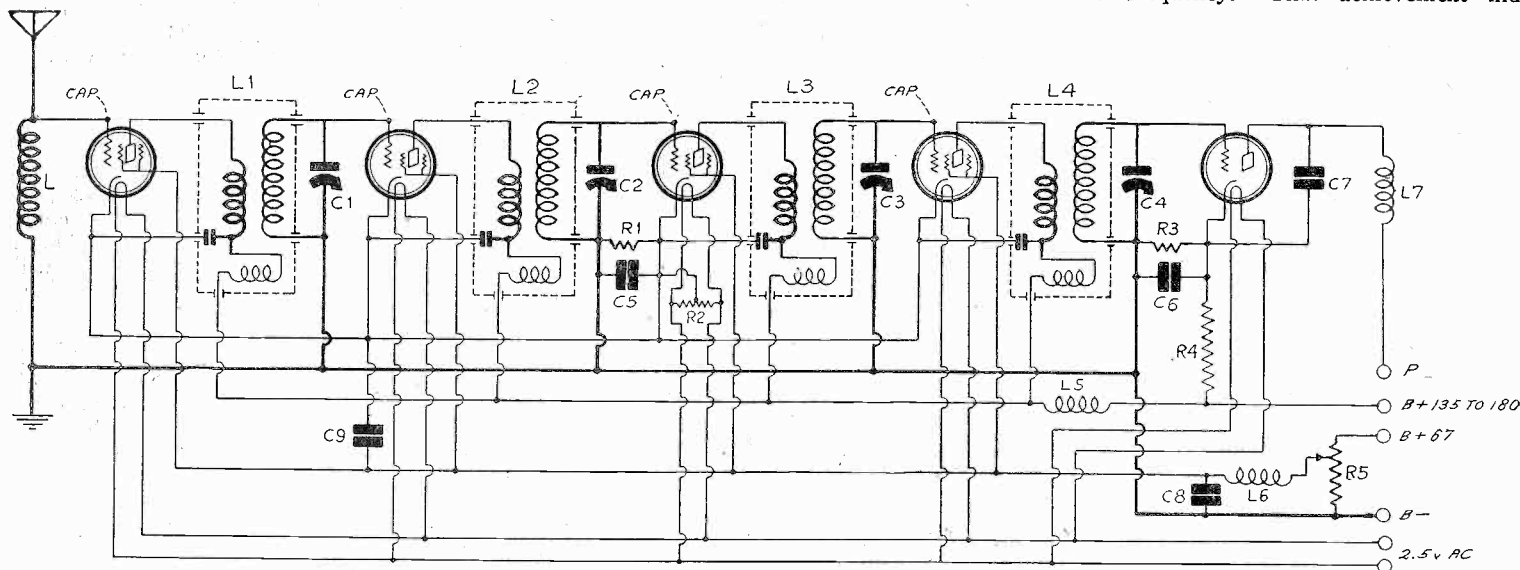 achievement
L1
L2
L3
L4
CAP
CAP
CAP
CAP
L
C1
C2
C3
C4
C7
L7
R1
R3
C5
R2
C6
R4
P
L5
B+135 TO 180
C9
B+67
R5
C8
L6
B-
2.5v AC